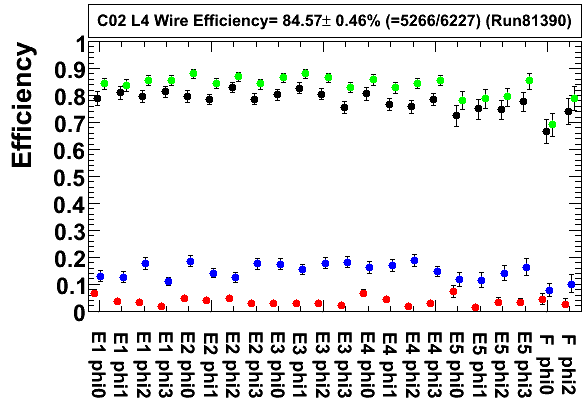 C02 L4 Wire Efficiency= 84.57± 0.46% (=5266/6227) (Run81390)
Efficiency
1
0.9
0.8
0.7
0.6
0.5
0.4
0.3
0.2
0.1
0
E1 phi0
E1 phi1
E1 phi2
E1 phi3
E2 phi0
E2 phi1
E2 phi2
E2 phi3
E3 phi0
E3 phi1
E3 phi2
E3 phi3
E4 phi0
E4 phi1
E4 phi2
E4 phi3
E5 phi0
E5 phi1
E5 phi2
E5 phi3
F phi0
F phi2